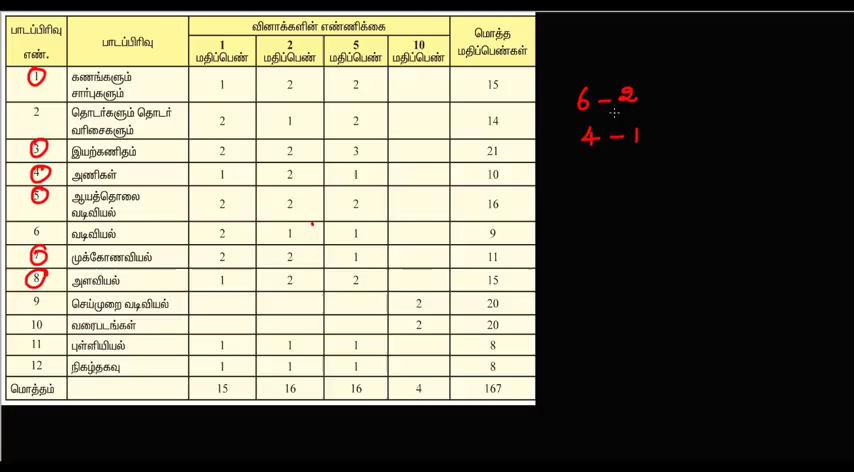 பாடப்பிரிவு எண். பாடப்பிரிவு வினாக்களின் எண்ணிக்கை மொத்த மதிப்பெண்கள்
1 மதிப்பெண் 2 மதிப்பெண் 5 மதிப்பெண் 10 மதிப்பெண்
1 கணங்களும் சார்புகளும் 1 2 2 15
2 தொடர்களும் தொடர் வரிசைகளும் 2 1 2 14
3 இயற்கணிதம் 2 2 3 21
4 அணிகள் 1 2 1 10
5 ஆயத்தொலை வடிவியல் 2 2 2 16
6 வடிவியல் 2 1 1 9
7 முக்கோணவியல் 2 2 1 11
8 அளவியல் 1 2 2 15
9 செய்முறை வடிவியல் 2 20
10 வரைபடங்கள் 2 20
11 புள்ளியியல் 1 1 1 8
12 நிகழ்தகவு 1 1 1 8
மொத்தம் 15 16 16 4 167
6 - 2
4 - 1